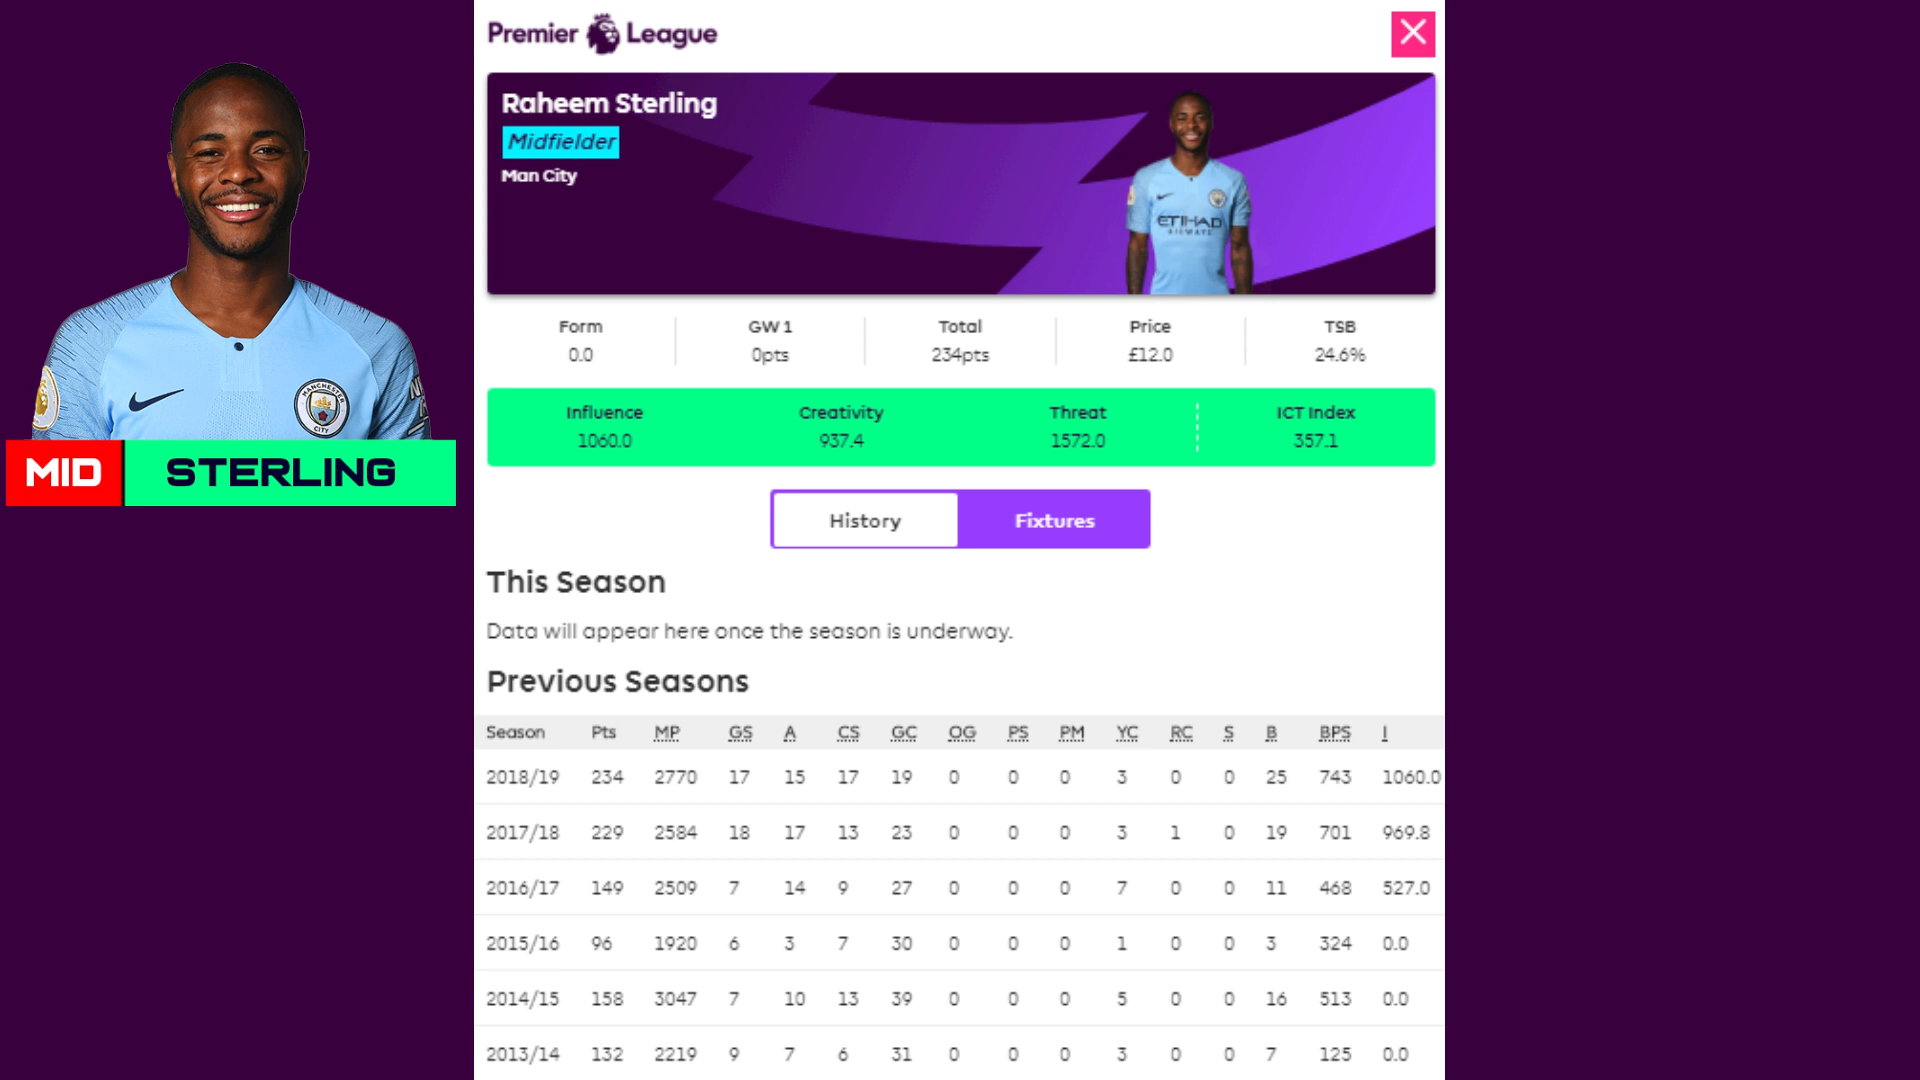 Premier League
Raheem Sterling
Midfielder
Man City
ETIHAD
AIRWAYS
MANCHESTER
CITY
MID STERLING
Form GW 1 Total Price TSB
0.0 0pts 234pts £12.0 24.6%
Influence Creativity Threat ICT Index
1060.0 937.4 1572.0 357.1
History Fixtures
This Season
Data will appear here once the season is underway.
Previous Seasons
Season Pts MP GS A CS GC OG PS PM YC RC S B BPS I
2018/19 234 2770 17 15 17 19 0 0 0 3 0 0 25 743 1060.0
2017/18 229 2584 18 17 13 23 0 0 0 3 1 0 19 701 969.8
2016/17 149 2509 7 14 9 27 0 0 0 7 0 0 11 468 527.0
2015/16 96 1920 6 3 7 30 0 0 0 1 0 0 3 324 0.0
2014/15 158 3047 7 10 13 39 0 0 0 5 0 0 16 513 0.0
2013/14 132 2219 9 7 6 31 0 0 0 3 0 0 7 125 0.0